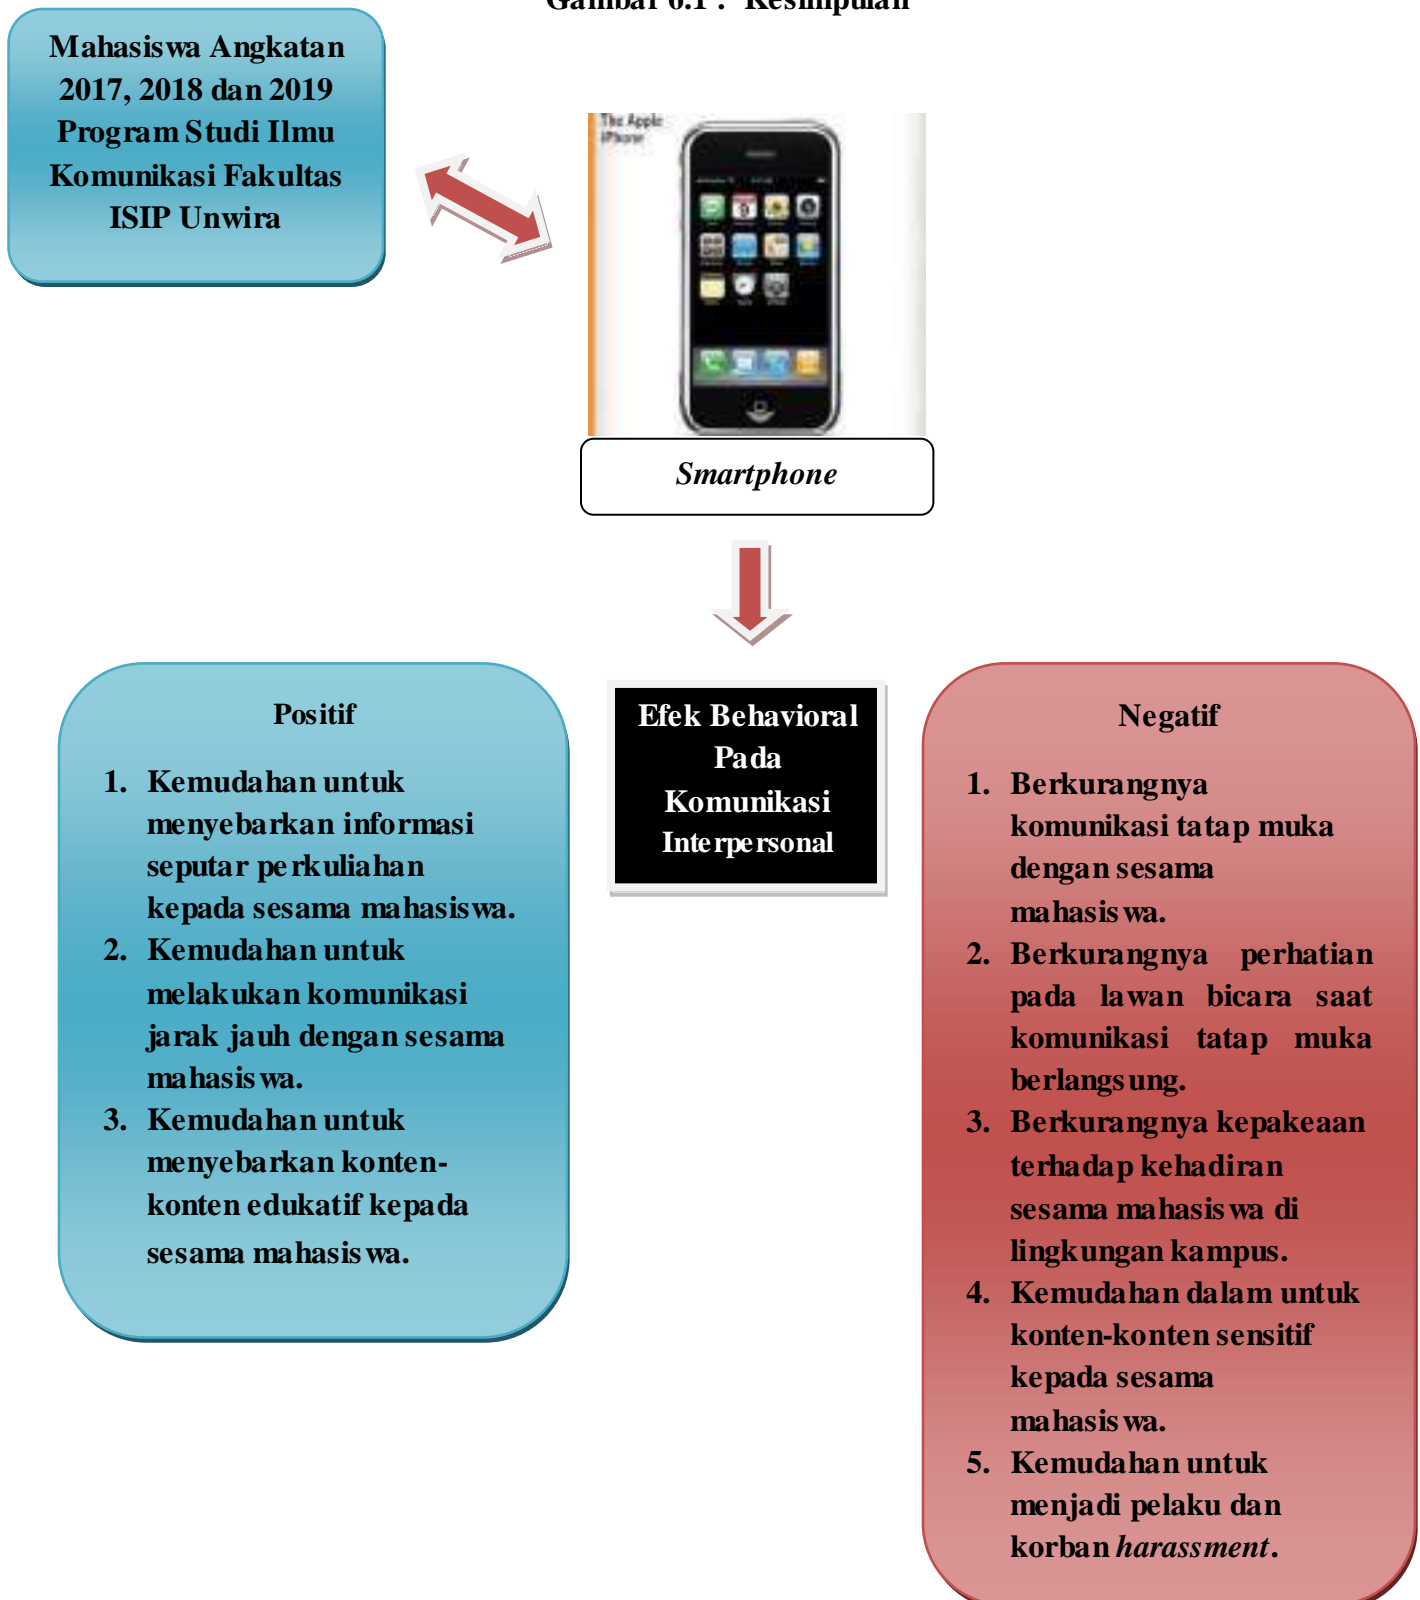 Gambar 6.1 : Kesimpulan
Mahasiswa Angkatan
2017, 2018 dan 2019
Program Studi Ilmu
Komunikasi Fakultas
ISIP Unwira
The Apple
iPhone
Smartphone
Efek Behavioral
Pada
Komunikasi
Interpersonal
Positif
1. Kemudahan untuk
menyebarkan informasi
seputar perkuliahan
kepada sesama mahasiswa.
2. Kemudahan untuk
melakukan komunikasi
jarak jauh dengan sesama
mahasiswa.
3. Kemudahan untuk
menyebarkan konten-
konten edukatif kepada
sesama mahasiswa.
Negatif
1. Berkurangnya
komunikasi tatap muka
dengan sesama
mahasiswa.
2. Berkurangnya perhatian
pada lawan bicara saat
komunikasi tatap muka
berlangsung.
3. Berkurangnya kepakeaan
terhadap kehadiran
sesama mahasiswa di
lingkungan kampus.
4. Kemudahan dalam untuk
konten-konten sensitif
kepada sesama
mahasiswa.
5. Kemudahan untuk
menjadi pelaku dan
korban harassment.